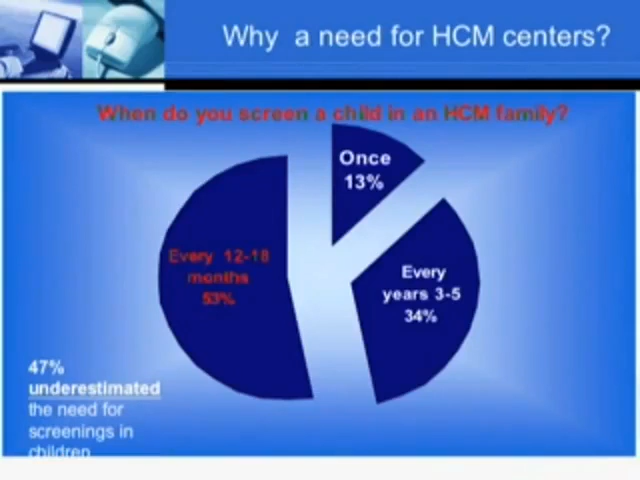 Why a need for HCM centers?
When do you screen a child in an HCM family?
Once
13%
Every 12-18
months
53%
Every
years 3-5
34%
47%
underestimated
the need for
screenings in
children